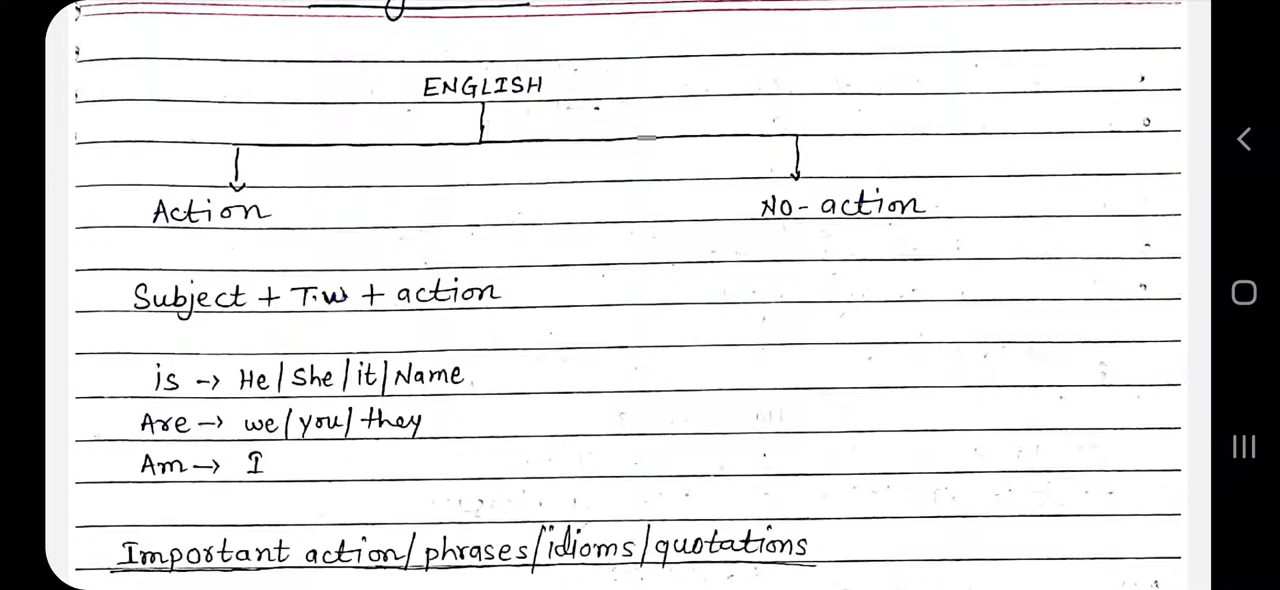 ENGLISH
Action
No-action
Subject + T.W + action
is → He/She/it/Name
Are → we/you/they
Am → I
Important action/phrases/idioms/quotations